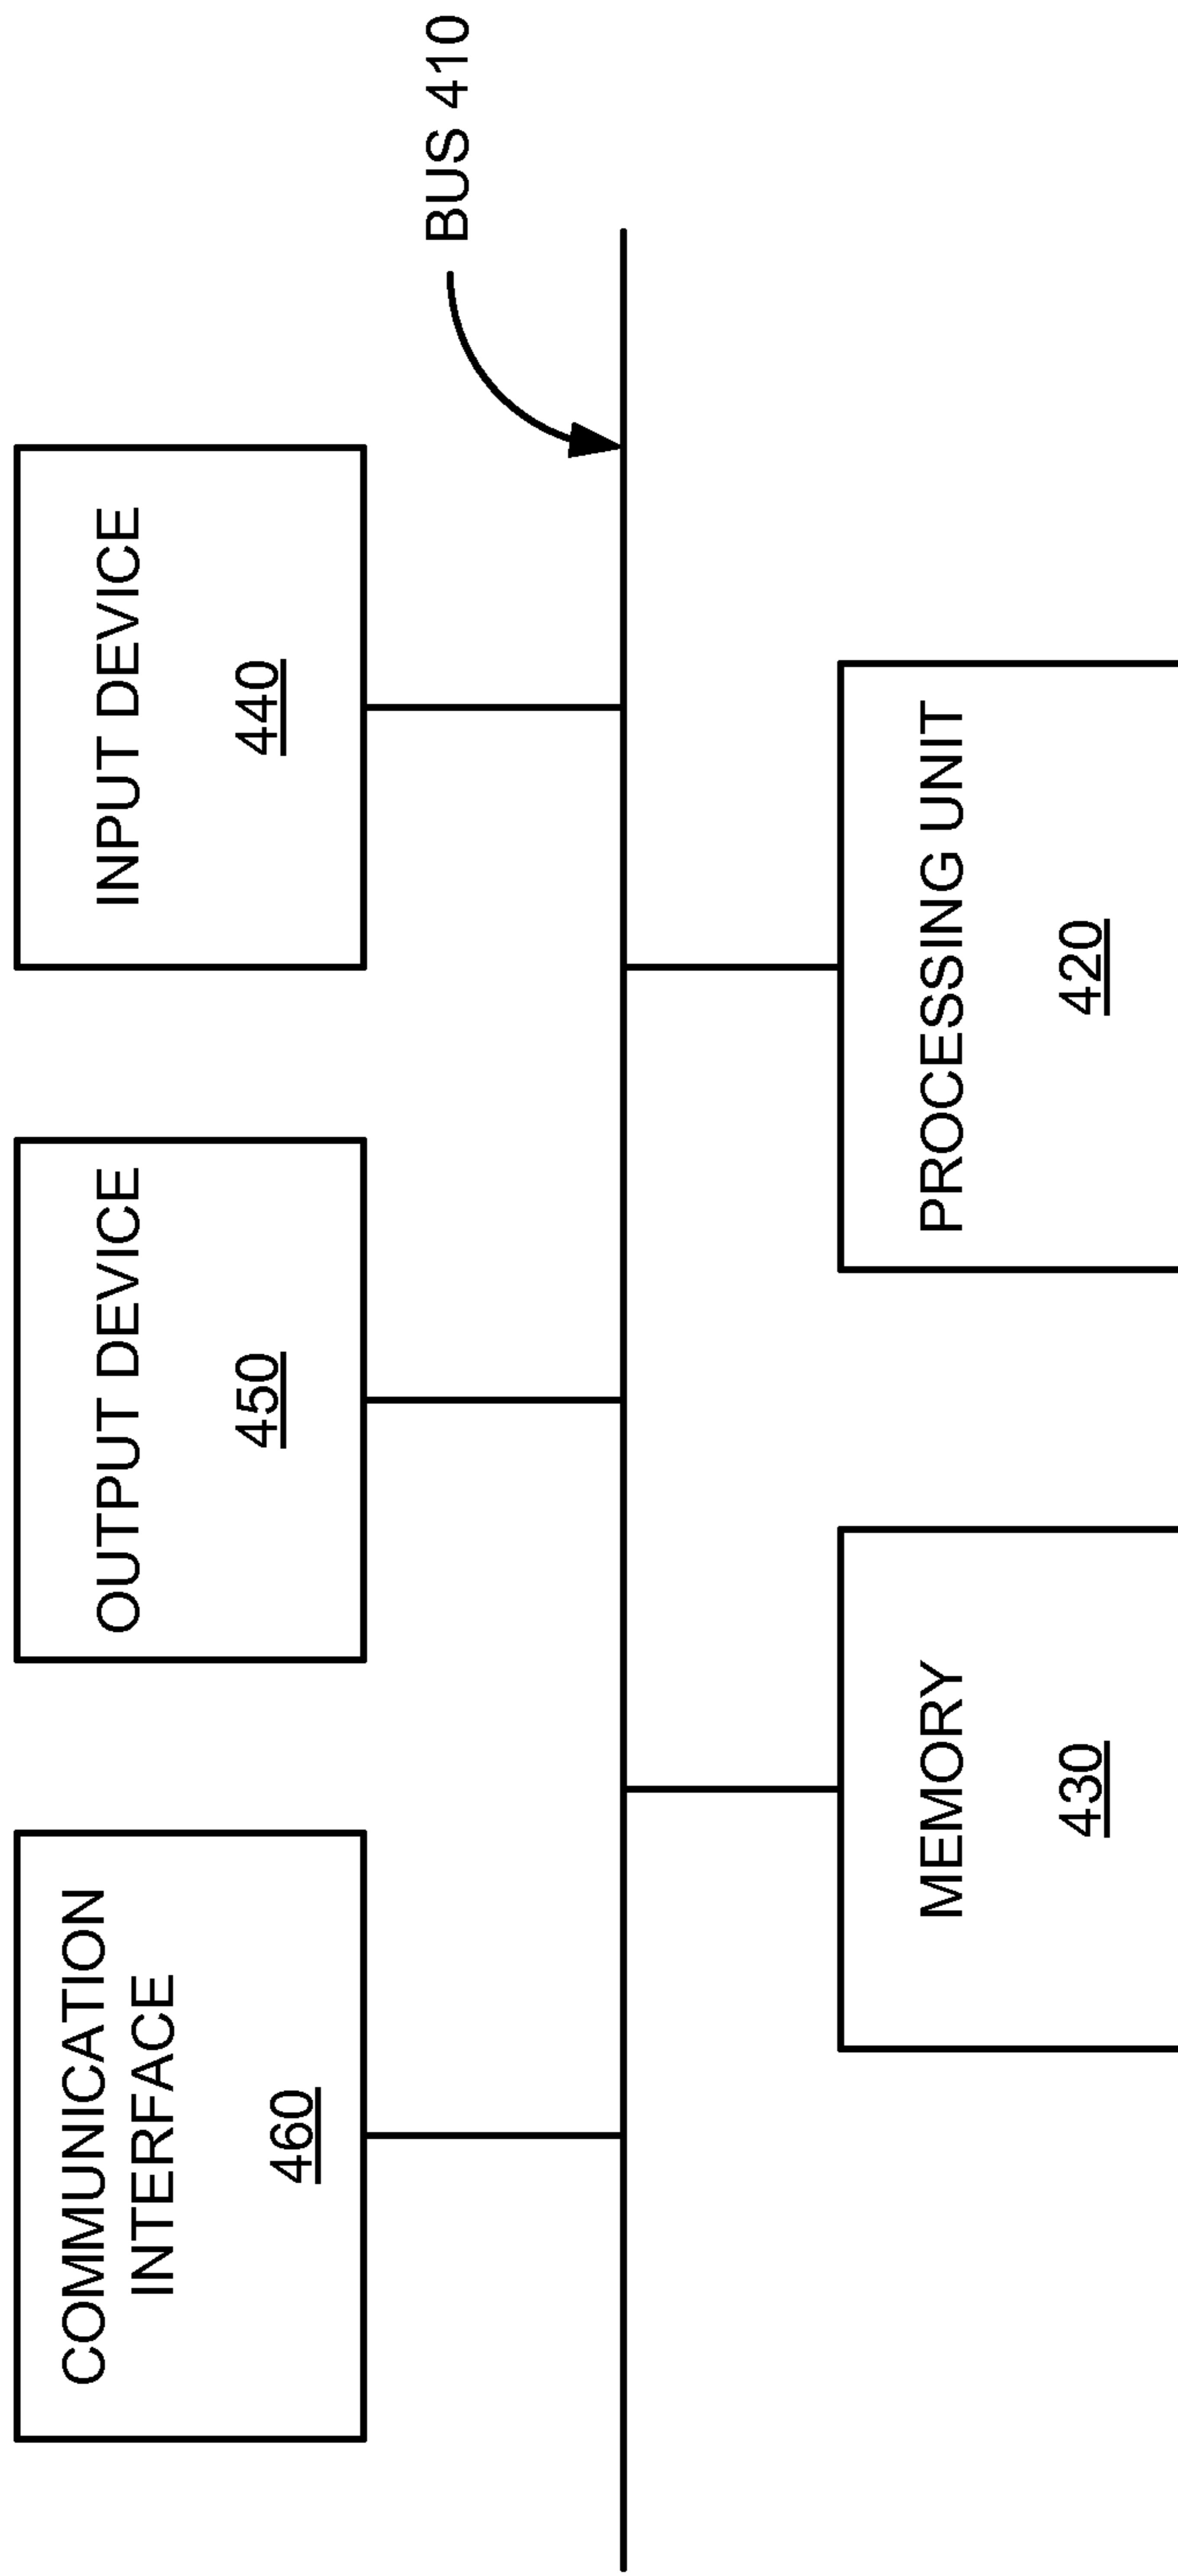 COMMUNICATION
INTERFACE
460
OUTPUT DEVICE
450
INPUT DEVICE
440
BUS 410
MEMORY
430
PROCESSING UNIT
420